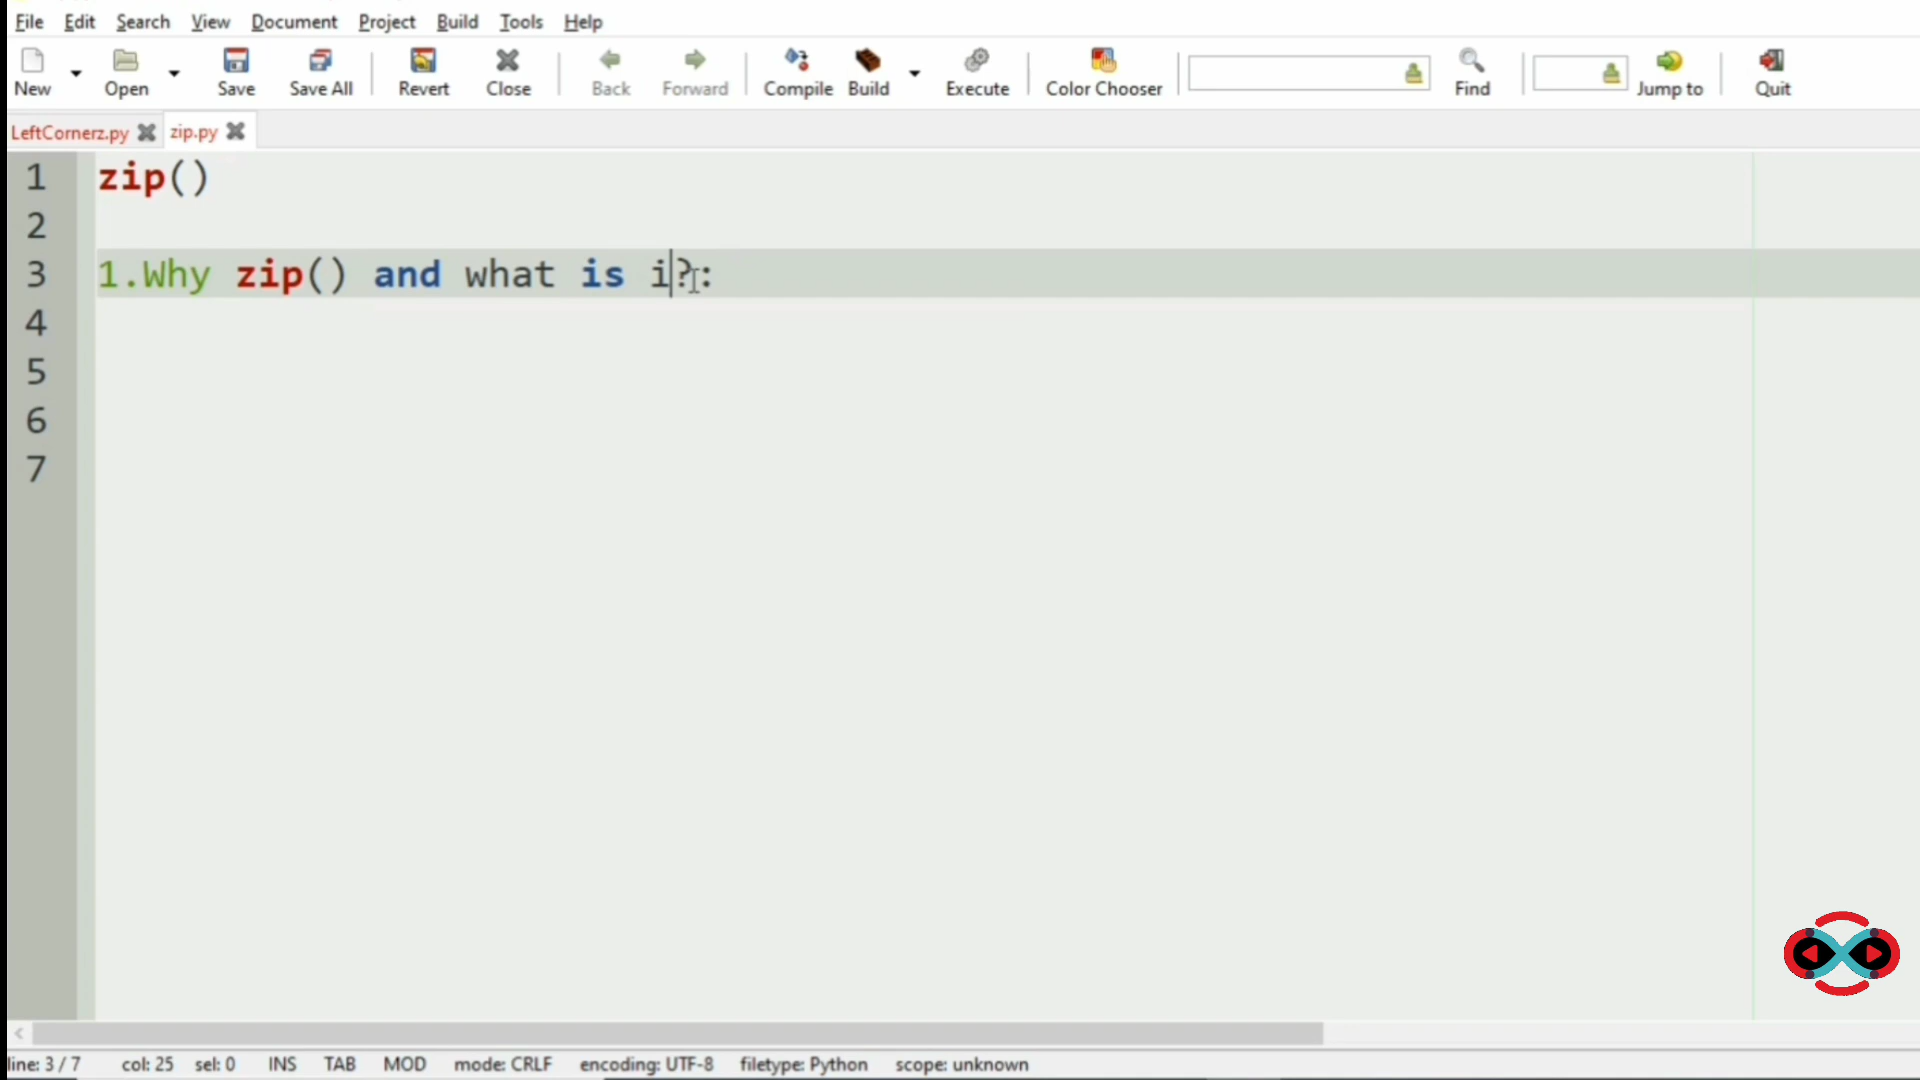 File Edit Search View Document Project Build Tools Help
New Open Save Save All Revert Close Back Forward Compile Build Execute Color Chooser Find Jump to Quit
LeftCornerz.py zip.py
1 zip()
2
3 1.Why zip() and what is i?:
4
5
6
7
line: 3 / 7 col: 25 sel: 0 INS TAB MOD mode: CRLF encoding: UTF-8 filetype: Python scope: unknown